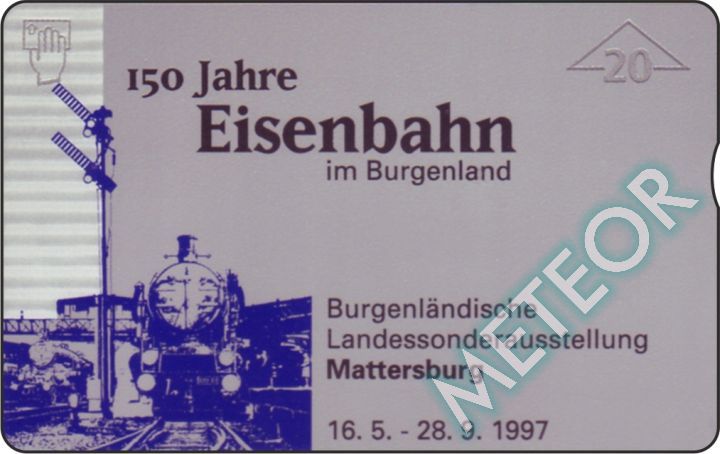 150 Jahre
Eisenbahn
im Burgenland
20
Burgenländische
Landessonderausstellung
Mattersburg
16. 5. - 28. 9. 1997
METEOR